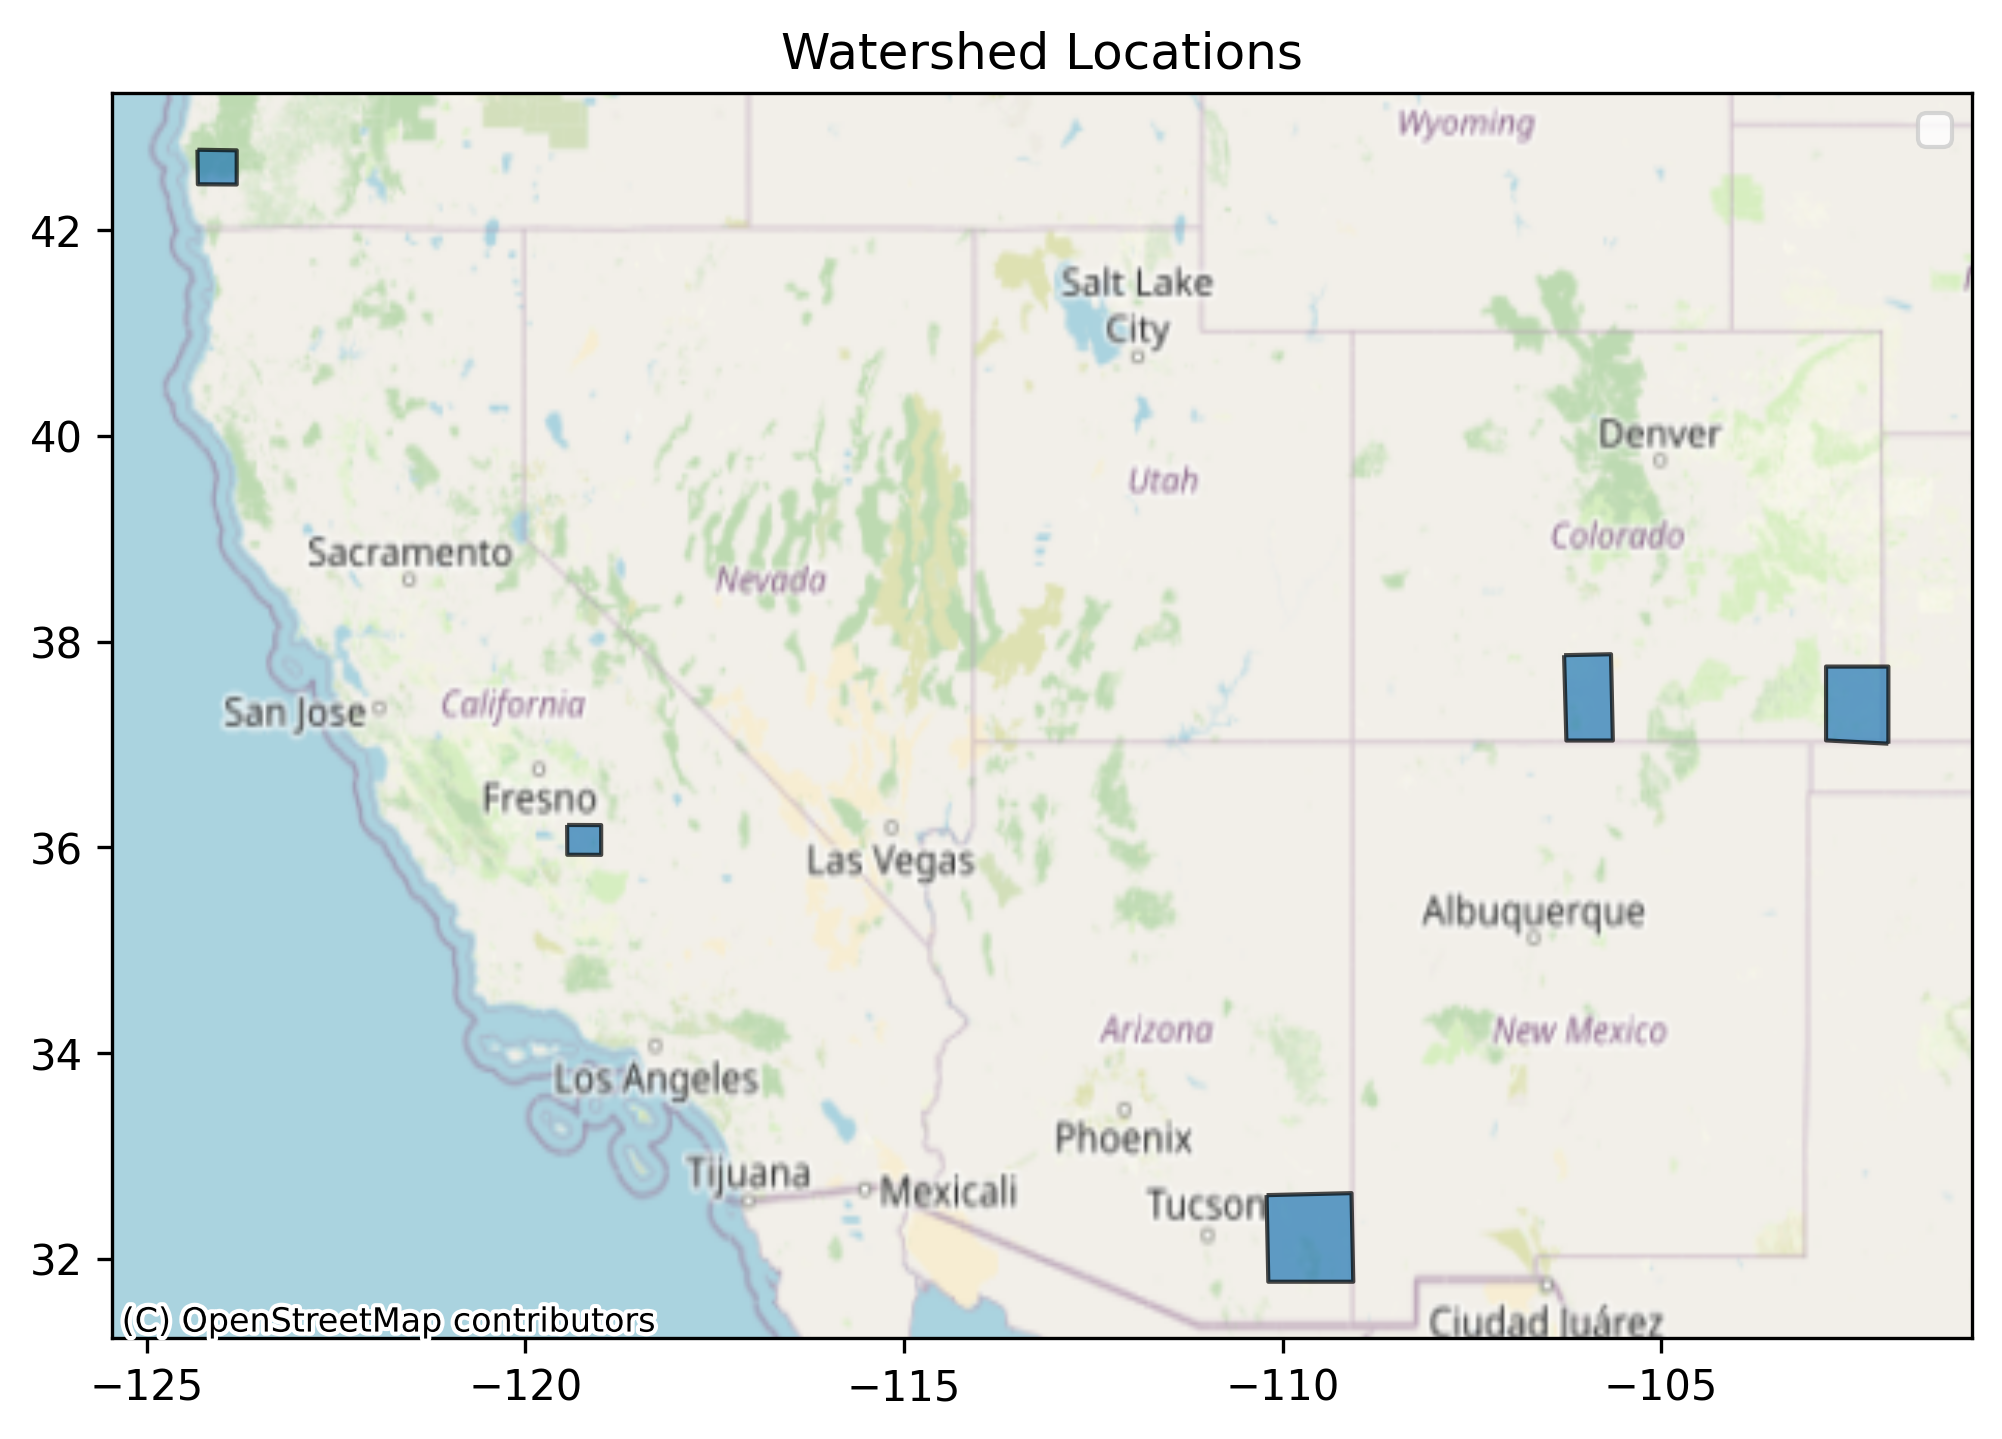 Watershed Locations
Wyoming
42
Salt Lake
City
40
Denver
Utah
Colorado
Sacramento
Nevada
38
San Jose
California
Fresno
36
Las Vegas
Albuquerque
34
Arizona
New Mexico
Los Angeles
Phoenix
Tijuana
Mexicali
Tucson
32
(C) OpenStreetMap contributors
Ciudad Juárez
−125
−120
−115
−110
−105